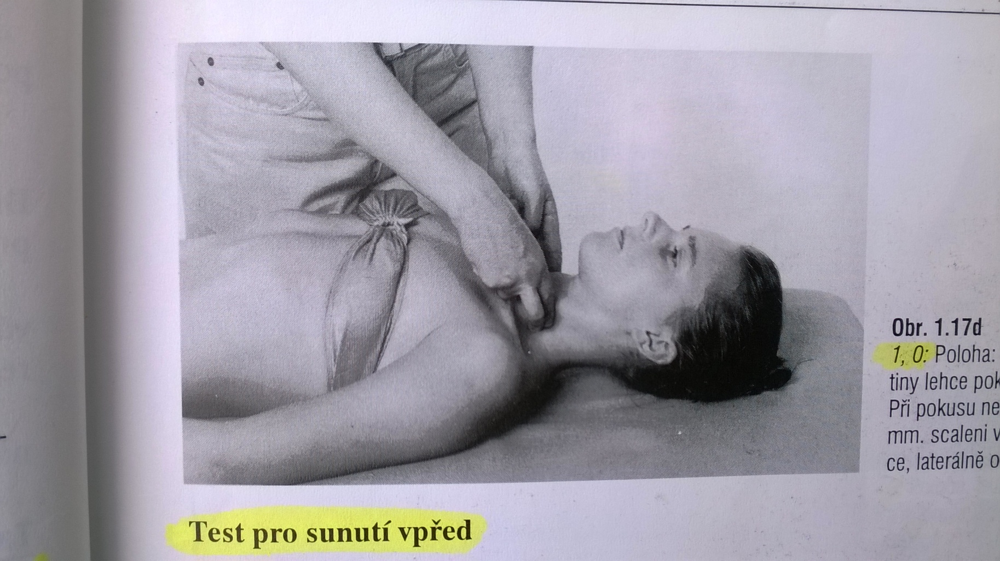 Obr. 1.17d
1, 0: Poloha:
tiny lehce pok
Při pokusu ne
mm. scaleni v
ce, laterálně o
Test pro sunutí vpřed